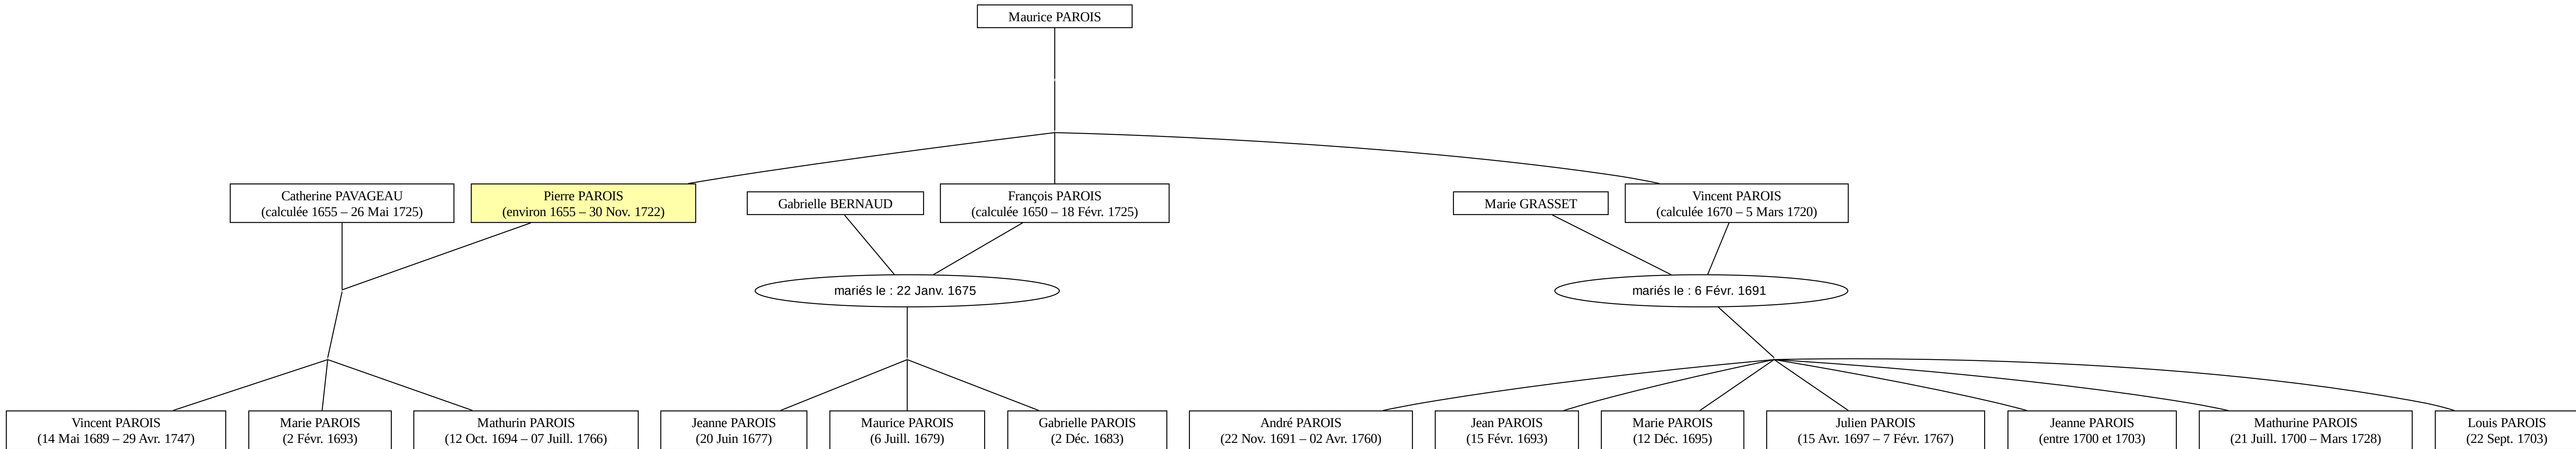 Maurice PAROIS
Catherine PAVAGEAU
(calculée 1655 – 26 Mai 1725)
Pierre PAROIS
(environ 1655 – 30 Nov. 1722)
Gabrielle BERNAUD
François PAROIS
(calculée 1650 – 18 Févr. 1725)
Marie GRASSET
Vincent PAROIS
(calculée 1670 – 5 Mars 1720)
mariés le : 22 Janv. 1675
mariés le : 6 Févr. 1691
Vincent PAROIS
(14 Mai 1689 – 29 Avr. 1747)
Marie PAROIS
(2 Févr. 1693)
Mathurin PAROIS
(12 Oct. 1694 – 07 Juill. 1766)
Jeanne PAROIS
(20 Juin 1677)
Maurice PAROIS
(6 Juill. 1679)
Gabrielle PAROIS
(2 Déc. 1683)
André PAROIS
(22 Nov. 1691 – 02 Avr. 1760)
Jean PAROIS
(15 Févr. 1693)
Marie PAROIS
(12 Déc. 1695)
Julien PAROIS
(15 Avr. 1697 – 7 Févr. 1767)
Jeanne PAROIS
(entre 1700 et 1703)
Mathurine PAROIS
(21 Juill. 1700 – Mars 1728)
Louis PAROIS
(22 Sept. 1703)